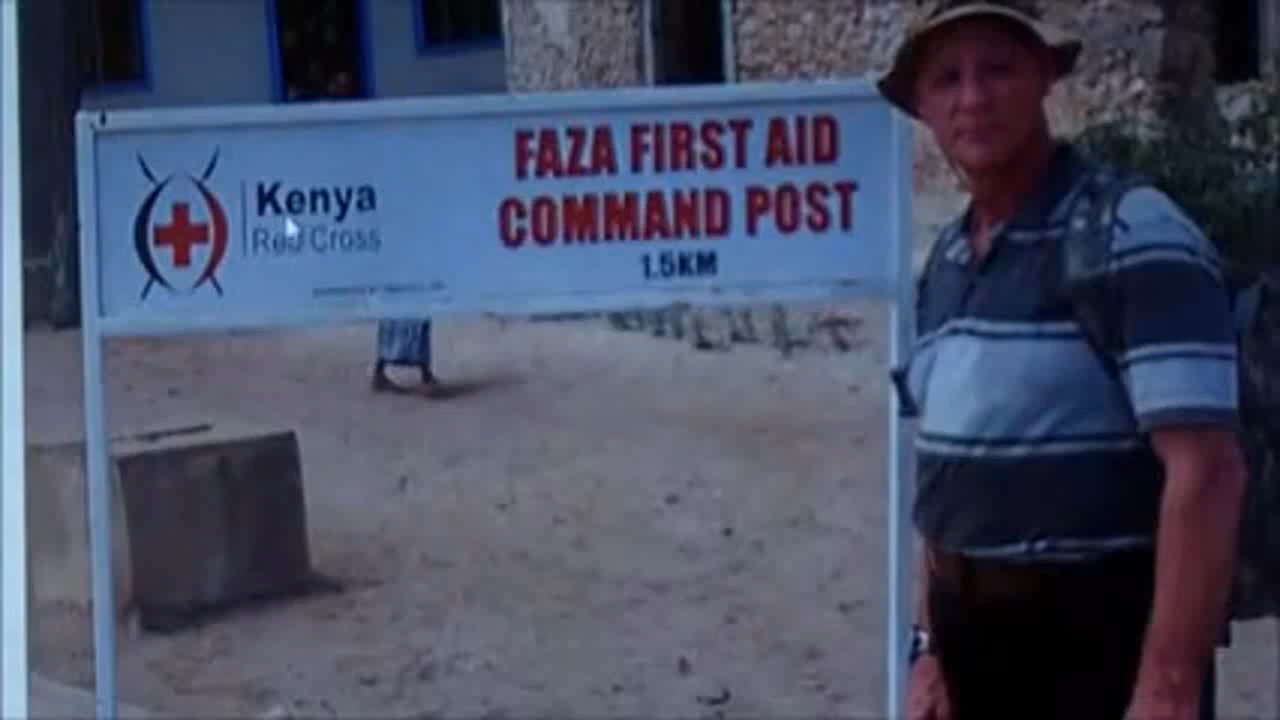 Kenya
Red Cross
FAZA FIRST AID
COMMAND POST
1.5KM